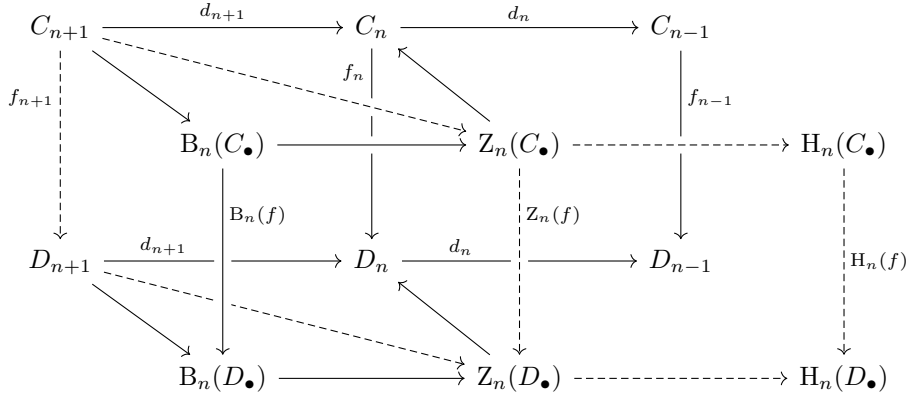 d_{n+1} d_n
C_{n+1} C_n C_{n-1}
f_{n+1} f_n f_{n-1}
B_n(C_●) Z_n(C_●) H_n(C_●)
B_n(f) Z_n(f)
d_{n+1} d_n
D_{n+1} D_n D_{n-1} H_n(f)
B_n(D_●) Z_n(D_●) H_n(D_●)